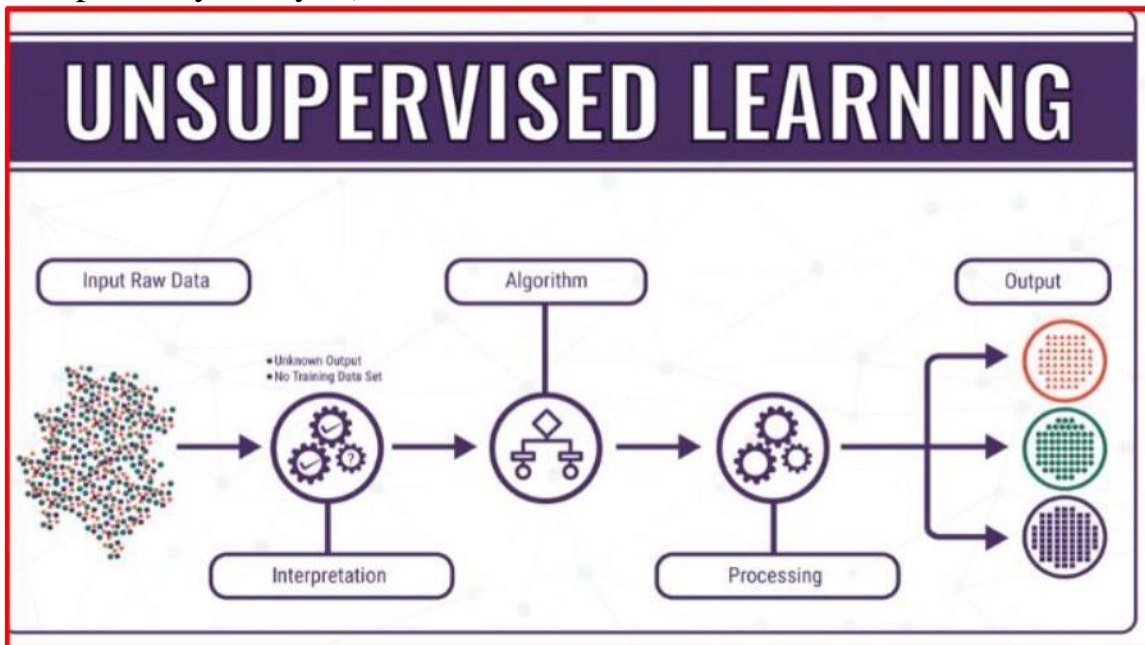 UNSUPERVISED LEARNING
Input Raw Data
Algorithm
Output
• Unknown Output
• No Training Data Set
?
Interpretation
Processing